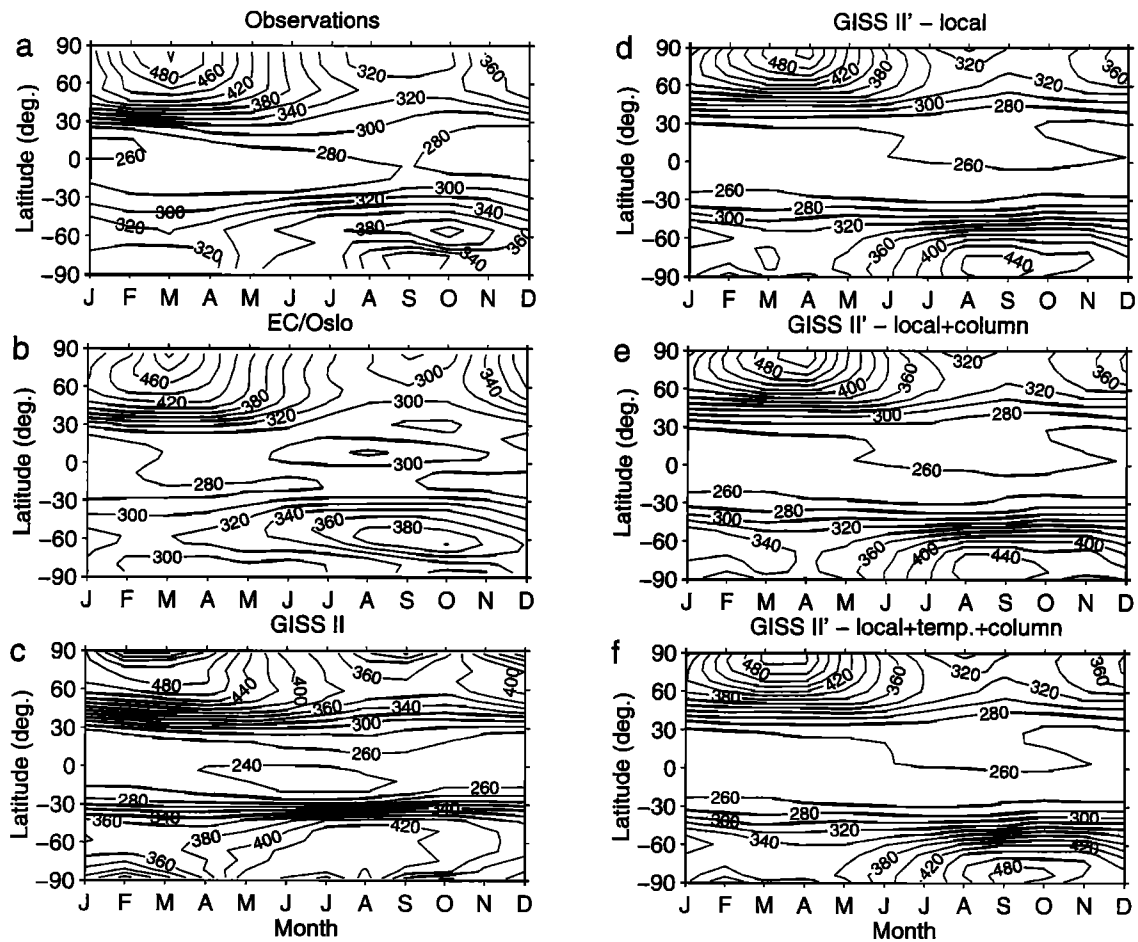 Observations
a
Latitude (deg.)
90 60 30 0 −30 −60 −90
480 460 420 380 340 320 360
320
300
260 280 280
300 320 300 340
320 320 380 340 360
J F M A M J J A S O N D
EC/Oslo
b
Latitude (deg.)
90 60 30 0 −30 −60 −90
460 420 380 320 300 340
300
300
280
300 320 340 360 380
300
J F M A M J J A S O N D
GISS II
c
Latitude (deg.)
90 60 30 0 −30 −60 −90
480 440 400 360 360 340 400
300
260
240
280 260
360 340 340
380 400 420
360
J F M A M J J A S O N D
Month
GISS II' − local
d
Latitude (deg.)
90 60 30 0 −30 −60 −90
480 420 380 320 320 360
300 280
260
260 280
300 320 360 400 440
J F M A M J J A S O N D
GISS II' − local+column
e
Latitude (deg.)
90 60 30 0 −30 −60 −90
480 400 360 320 320 360
300 280
260
260 280
300 320 340 360 400 440 400
J F M A M J J A S O N D
GISS II' − local+temp.+column
f
Latitude (deg.)
90 60 30 0 −30 −60 −90
480 420 380 360 320 320 360
280
260
260 280
300 320 340 300
380 420 480 420
J F M A M J J A S O N D
Month